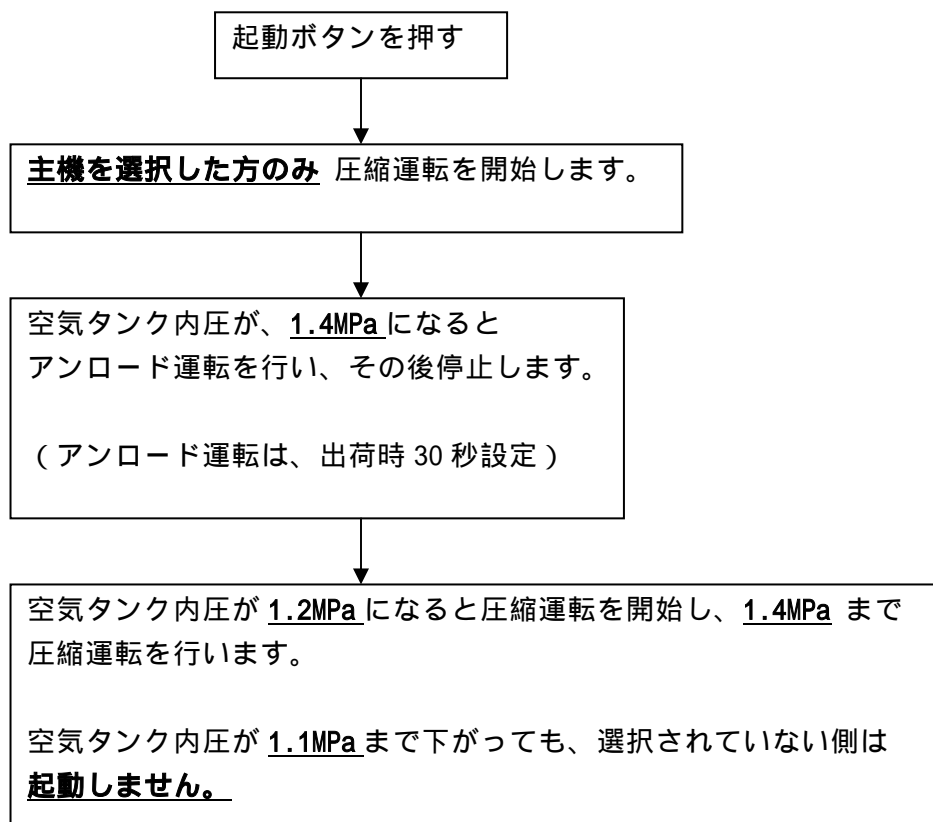 起動ボタンを押す
主機を選択した方のみ 圧縮運転を開始します。
空気タンク内圧が、1.4MPa になると
アンロード運転を行い、その後停止します。
(アンロード運転は、出荷時 30 秒設定)
空気タンク内圧が 1.2MPa になると圧縮運転を開始し、1.4MPa まで
圧縮運転を行います。
空気タンク内圧が 1.1MPa まで下がっても、選択されていない側は
起動しません。